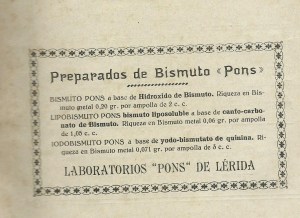 Preparados de Bismuto «Pons»
BISMUTO PONS a base de Hidróxido de Bismuto. Riqueza en Bis-
muto metal 0,20 gr. por ampolla de 2 c. c.
LIPOBISMUTO PONS bismuto liposoluble a base de canfo-carbo-
nato de Bismuto. Riqueza en Bismuto metal 0,06 gr. por ampolla
de 1,05 c. c.
IODOBISMUTO PONS a base de yodo-bismutato de quinina. Ri-
queza en Bismuto metal 0,071 gr. por ampolla de 3 c. c.
LABORATORIOS "PONS" DE LÉRIDA